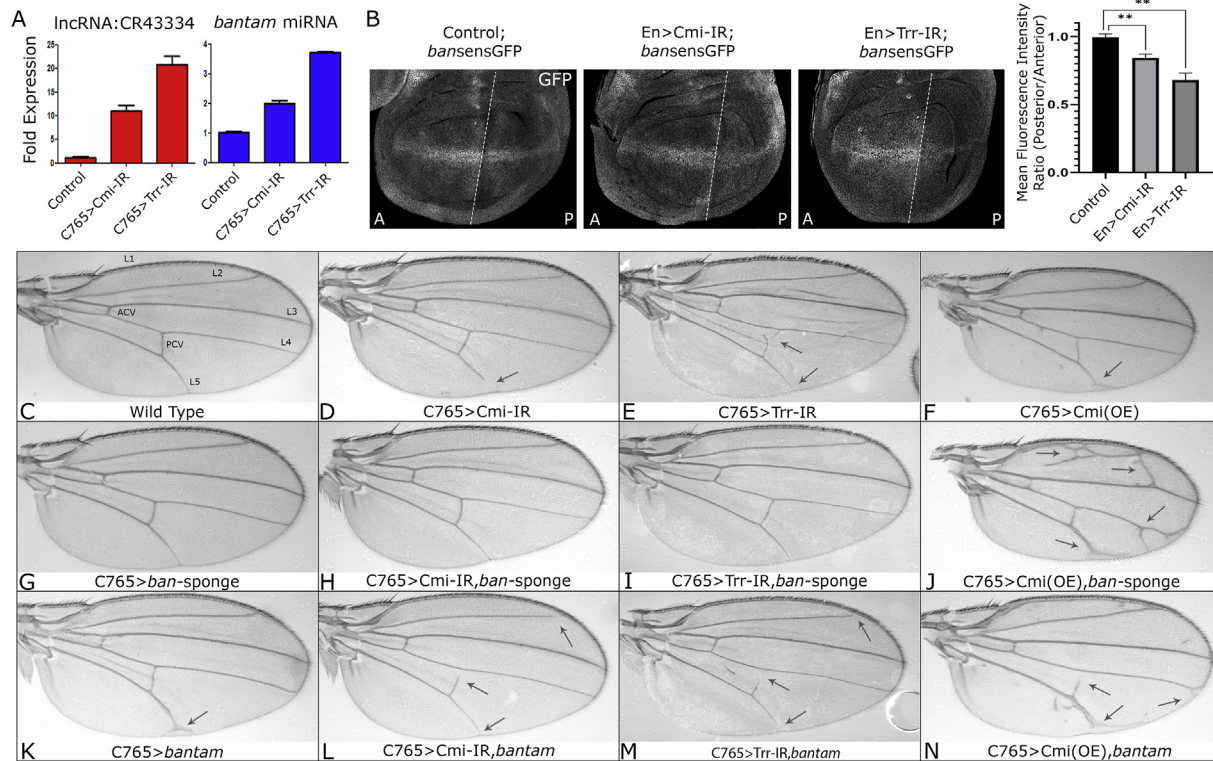 A
lncRNA:CR43334
bantam miRNA
Fold Expression
25
20
15
10
5
0
4
3
2
1
0
Control
C765>Cmi-IR
C765>Trr-IR
Control
C765>Cmi-IR
C765>Trr-IR
B
Control;
bansensGFP
En>Cmi-IR;
bansensGFP
En>Trr-IR;
bansensGFP
GFP
A
P
A
P
A
P
**
**
Mean Fluorescence Intensity
Ratio (Posterior/Anterior)
1.0
0.5
0.0
Control
En>Cmi-IR
En>Trr-IR
L1
L2
L3
L4
L5
ACV
PCV
C
Wild Type
D
C765>Cmi-IR
E
C765>Trr-IR
F
C765>Cmi(OE)
G
C765>ban-sponge
H
C765>Cmi-IR,ban-sponge
I
C765>Trr-IR,ban-sponge
J
C765>Cmi(OE),ban-sponge
K
C765>bantam
L
C765>Cmi-IR,bantam
M
C765>Trr-IR,bantam
N
C765>Cmi(OE),bantam